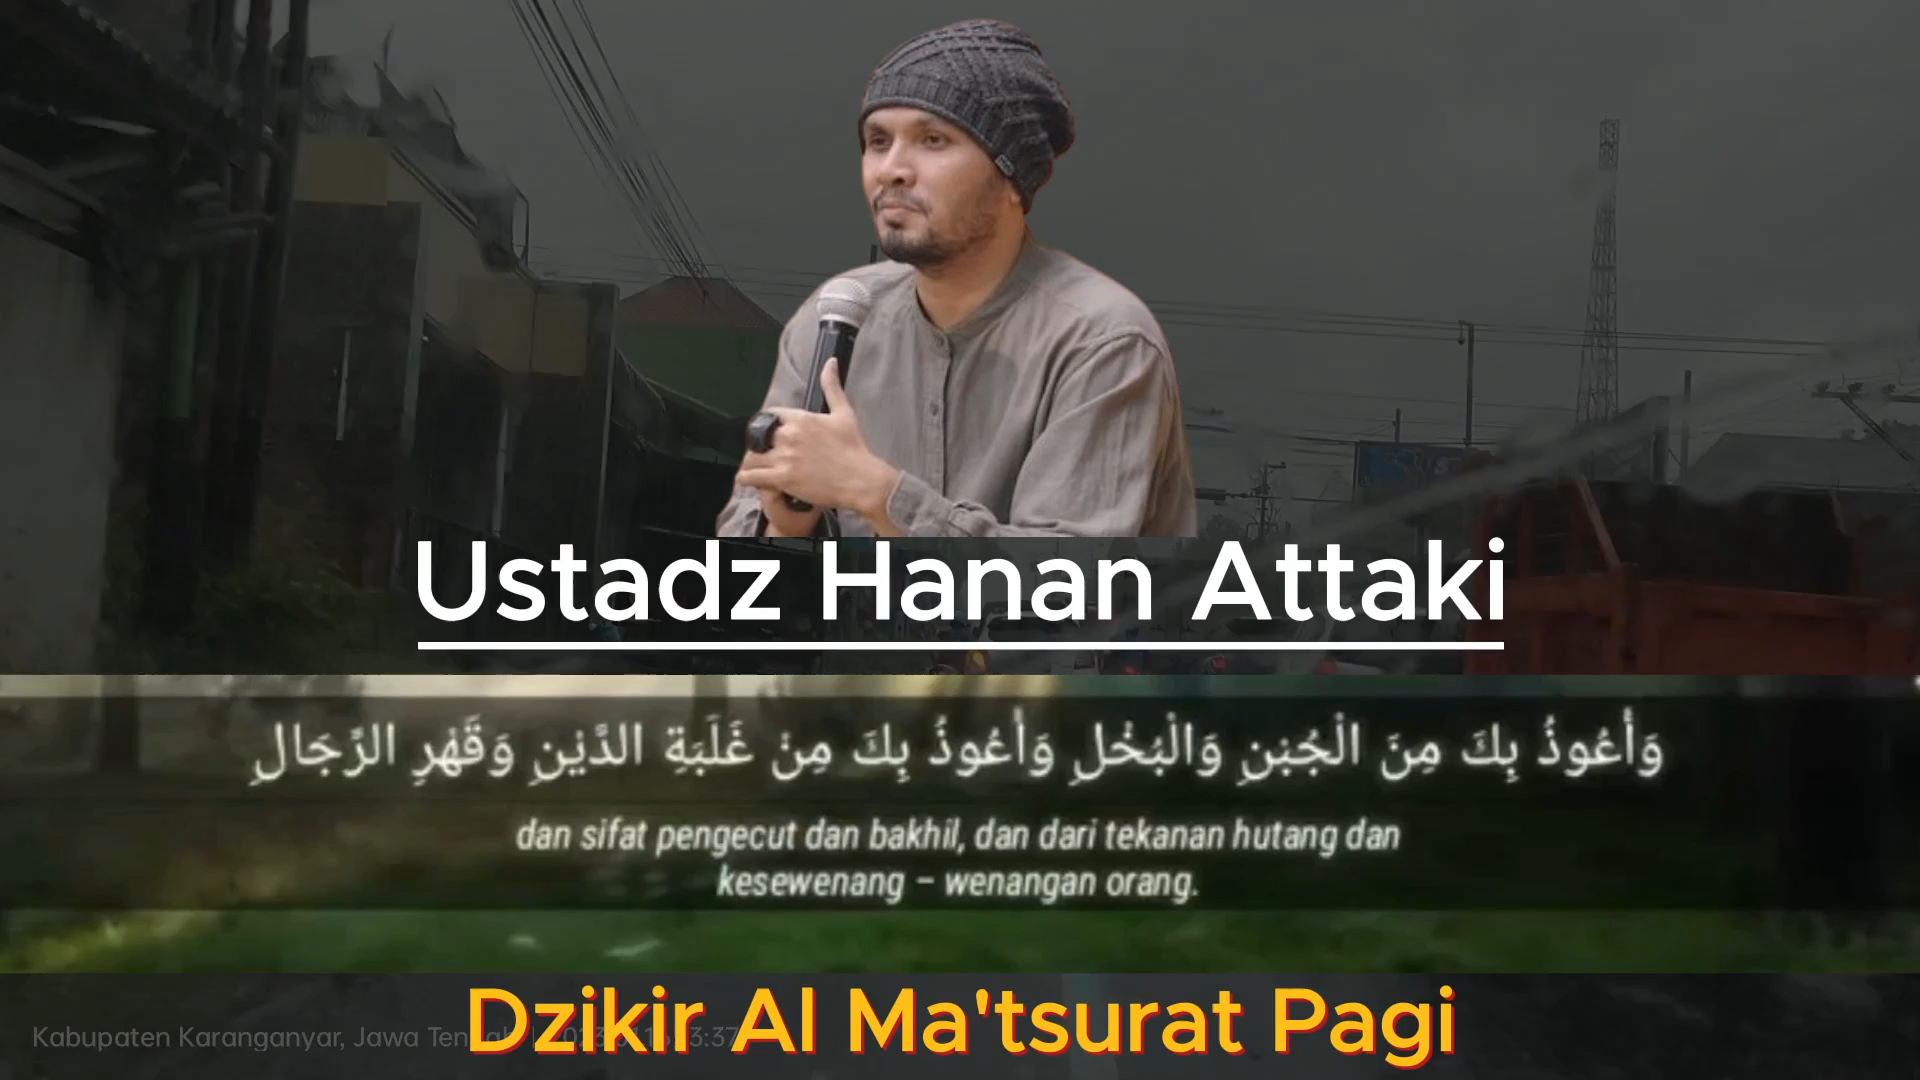 Ustadz Hanan Attaki
وَأَعُوذُ بِكَ مِنَ الْجُبْنِ وَالْبُخْلِ وَأَعُوذُ بِكَ مِنْ غَلَبَةِ الدَّيْنِ وَقَهْرِ الرِّجَالِ
dan sifat pengecut dan bakhil, dan dari tekanan hutang dan
kesewenang – wenangan orang.
Dzikir Al Ma'tsurat Pagi
Kabupaten Karanganyar, Jawa